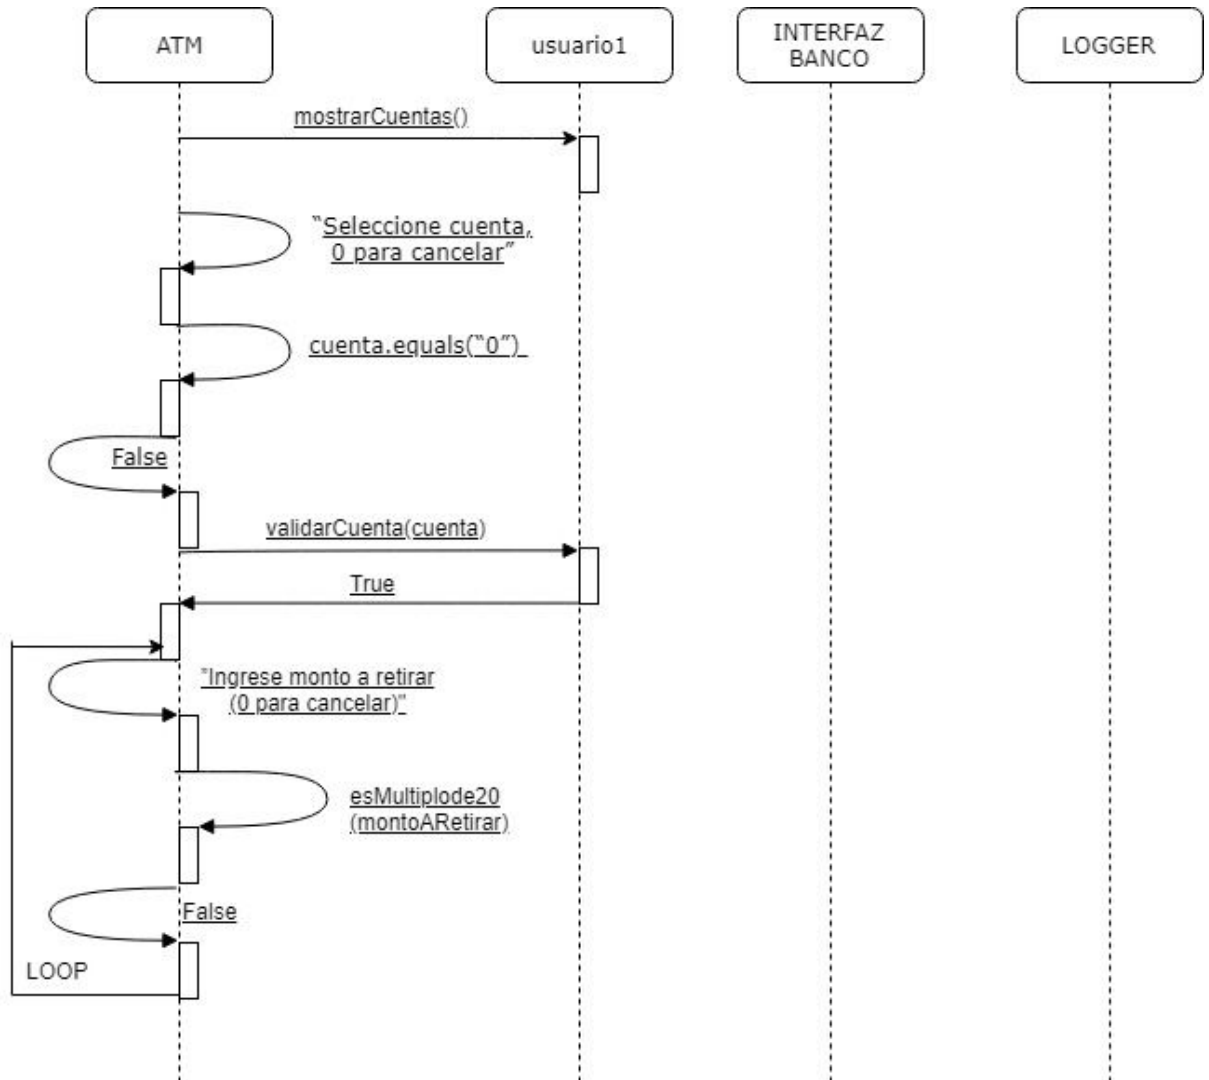 ATM
usuario1
INTERFAZ
BANCO
LOGGER
mostrarCuentas()
“Seleccione cuenta,
0 para cancelar”
cuenta.equals(“0”)
False
validarCuenta(cuenta)
True
"Ingrese monto a retirar
(0 para cancelar)"
esMultiplode20
(montoARetirar)
False
LOOP